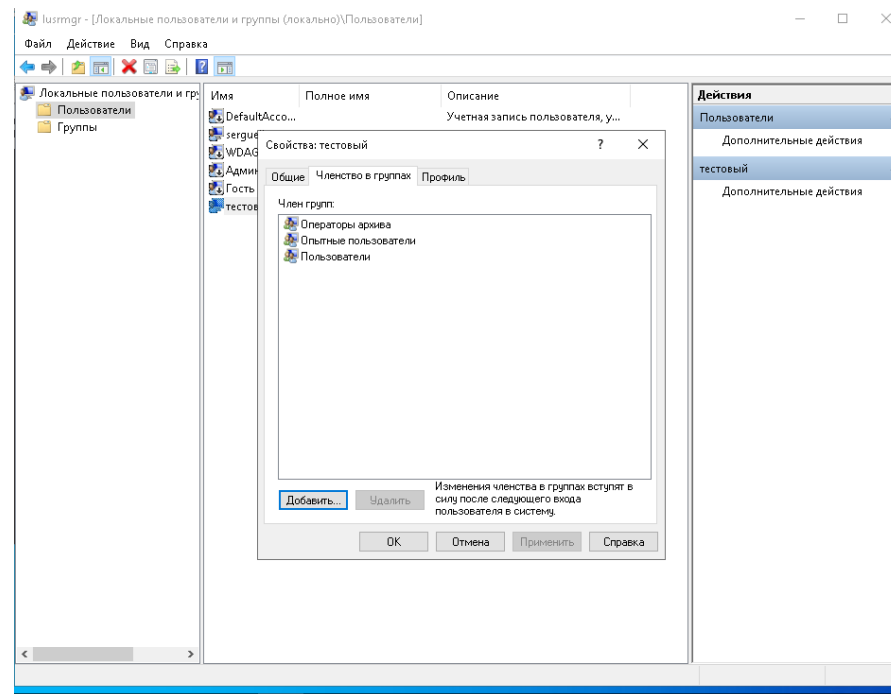 lusrmgr - [Локальные пользователи и группы (локально)\Пользователи]
Файл Действие Вид Справка
Локальные пользователи и гр
Пользователи
Группы
Имя Полное имя Описание
DefaultAcco... Учетная запись пользователя, у...
sergue
WDAG
Админ
Гость
тестов
Свойства: тестовый
Общие Членство в группах Профиль
Член групп:
Операторы архива
Опытные пользователи
Пользователи
Добавить... Удалить
Изменения членства в группах вступят в
силу после следующего входа
пользователя в систему.
ОК Отмена Применить Справка
Действия
Пользователи
Дополнительные действия
тестовый
Дополнительные действия